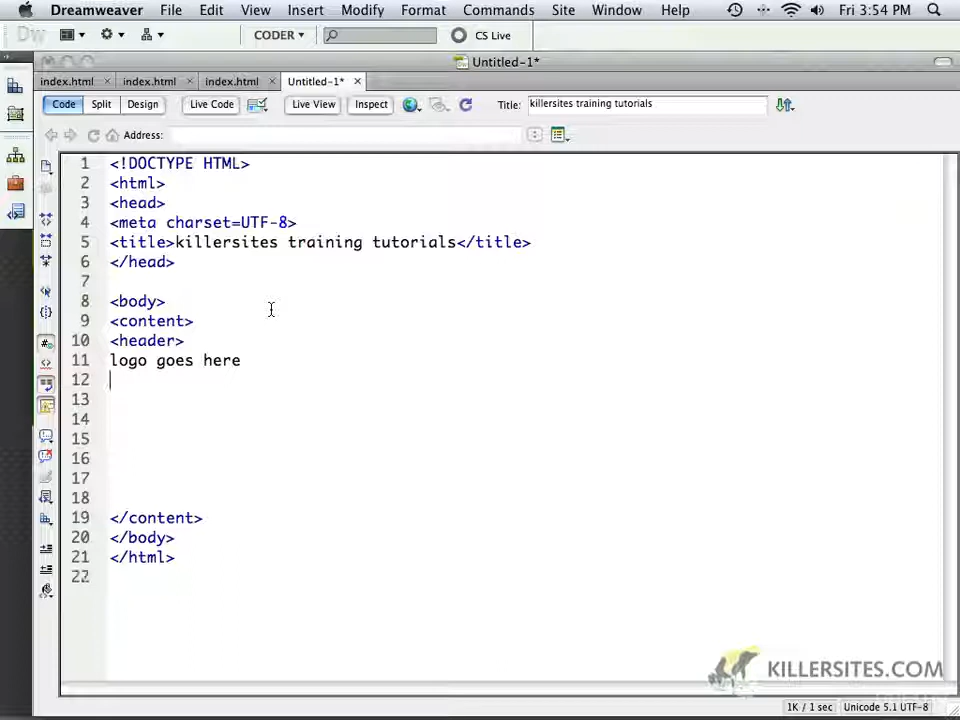 Dreamweaver File Edit View Insert Modify Format Commands Site Window Help Fri 3:54 PM
Dw CODER CS Live
Untitled-1*
index.html index.html index.html Untitled-1*
Code Split Design Live Code Live View Inspect Title: killersites training tutorials
Address:
1 <!DOCTYPE HTML>
2 <html>
3 <head>
4 <meta charset=UTF-8>
5 <title>killersites training tutorials</title>
6 </head>
7
8 <body>
9 <content>
10 <header>
11 logo goes here
12
13
14
15
16
17
18
19 </content>
20 </body>
21 </html>
22
KILLERSITES.COM
1K / 1 sec Unicode 5.1 UTF-8